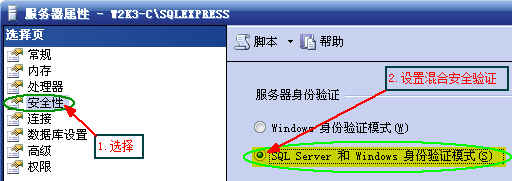 服务器属性 - W2K3-C\SQLEXPRESS
选择页
常规
内存
处理器
安全性
连接
数据库设置
高级
权限
1.选择
脚本
帮助
2.设置混合安全验证
服务器身份验证
Windows 身份验证模式(W)
SQL Server 和 Windows 身份验证模式(S)